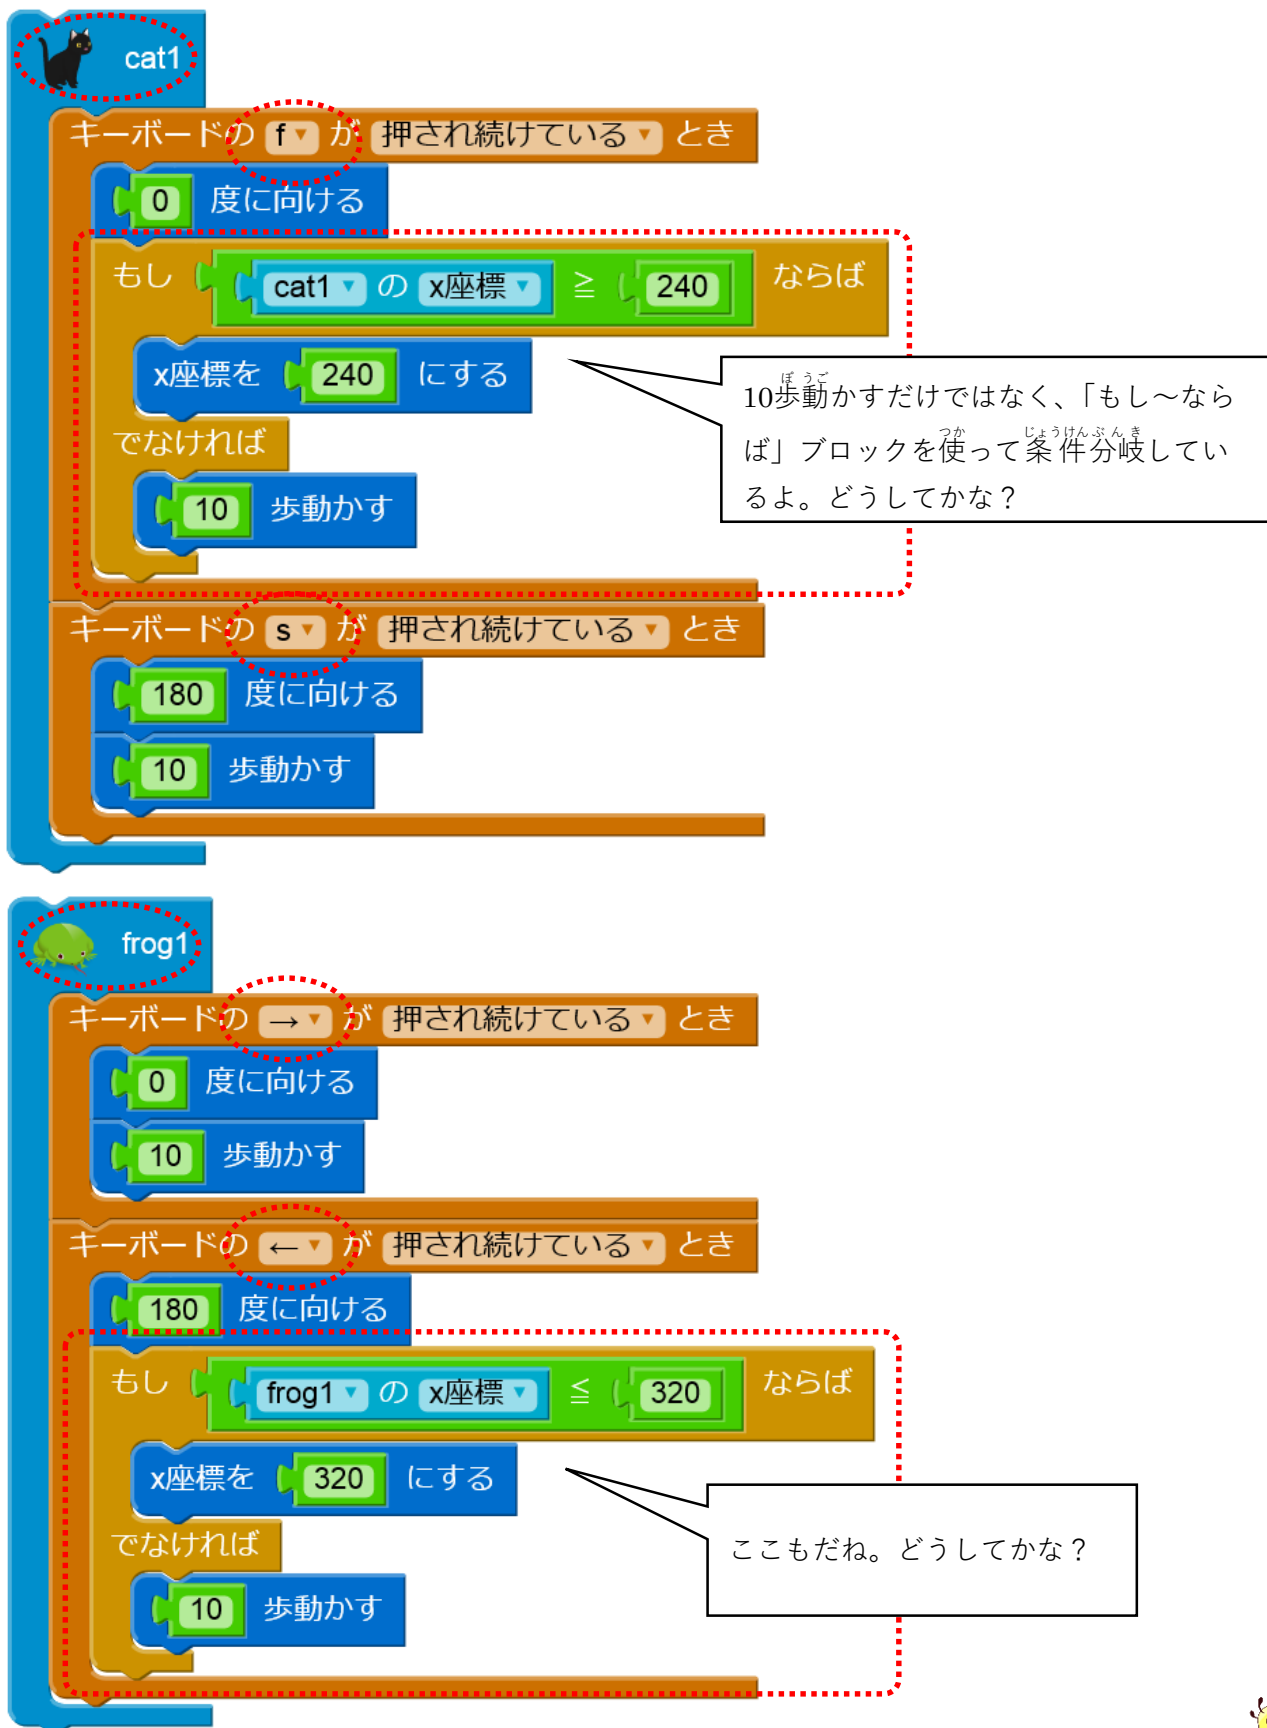 cat1
キーボードの f が 押され続けている とき
0 度に向ける
もし cat1 の x座標 ≧ 240 ならば
x座標を 240 にする
でなければ
10 歩動かす
10歩動かすだけではなく、「もし～なら
ば」ブロックを使って条件分岐してい
るよ。どうしてかな？
キーボードの s が 押され続けている とき
180 度に向ける
10 歩動かす
frog1
キーボードの → が 押され続けている とき
0 度に向ける
10 歩動かす
キーボードの ← が 押され続けている とき
180 度に向ける
もし frog1 の x座標 ≦ 320 ならば
x座標を 320 にする
でなければ
10 歩動かす
ここもだね。どうしてかな？